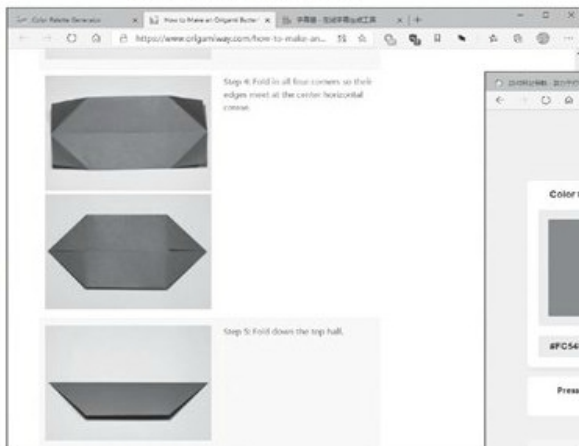 Color Palette Generator
How to Make an Origami Butterf
https://www.origamiway.com/how-to-make-an...
Step 4: Fold in all four corners so their
edges meet at the center horizontal
crease.
Step 5: Fold down the top half.
Color
#FC54
Press